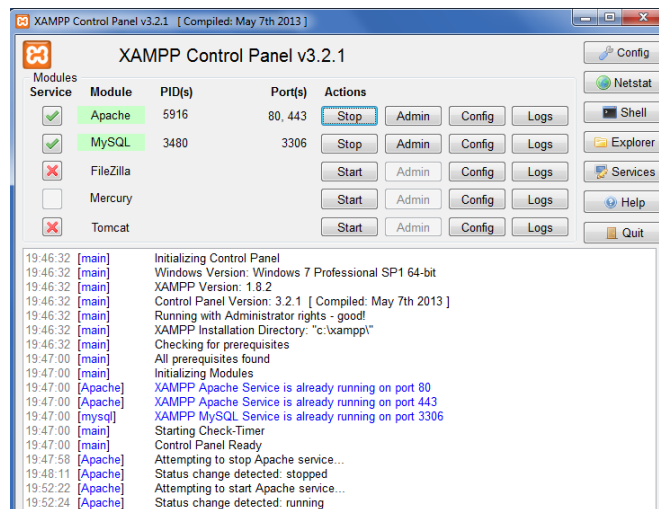 XAMPP Control Panel v3.2.1 [ Compiled: May 7th 2013 ]
XAMPP Control Panel v3.2.1
Config
Modules
Service Module PID(s) Port(s) Actions
Netstat
Apache 5916 80, 443 Stop Admin Config Logs
Shell
MySQL 3480 3306 Stop Admin Config Logs
Explorer
FileZilla Start Admin Config Logs
Services
Mercury Start Admin Config Logs
Help
Tomcat Start Admin Config Logs
Quit
19:46:32 [main] Initializing Control Panel
19:46:32 [main] Windows Version: Windows 7 Professional SP1 64-bit
19:46:32 [main] XAMPP Version: 1.8.2
19:46:32 [main] Control Panel Version: 3.2.1 [ Compiled: May 7th 2013 ]
19:46:32 [main] Running with Administrator rights - good!
19:46:32 [main] XAMPP Installation Directory: "c:\xampp\"
19:46:32 [main] Checking for prerequisites
19:47:00 [main] All prerequisites found
19:47:00 [main] Initializing Modules
19:47:00 [Apache] XAMPP Apache Service is already running on port 80
19:47:00 [Apache] XAMPP Apache Service is already running on port 443
19:47:00 [mysql] XAMPP MySQL Service is already running on port 3306
19:47:00 [main] Starting Check-Timer
19:47:00 [main] Control Panel Ready
19:47:58 [Apache] Attempting to stop Apache service...
19:48:11 [Apache] Status change detected: stopped
19:52:22 [Apache] Attempting to start Apache service...
19:52:24 [Apache] Status change detected: running